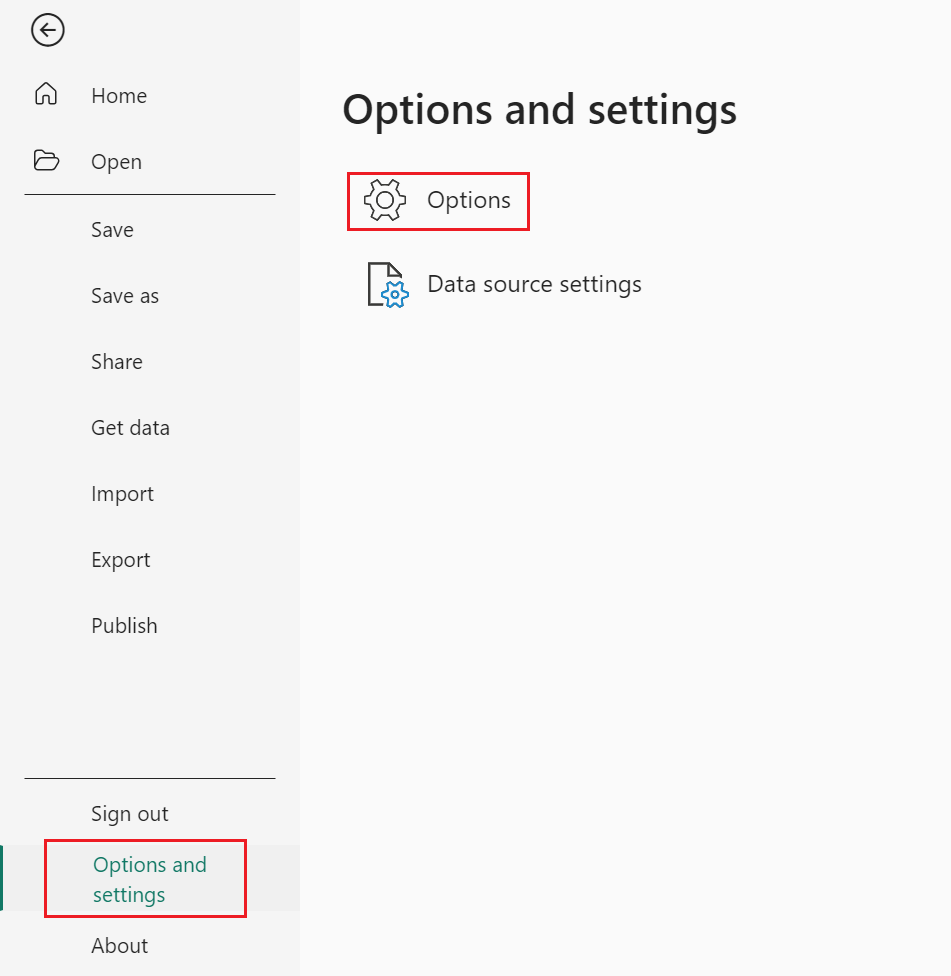 Home
Open
Save
Save as
Share
Get data
Import
Export
Publish
Sign out
Options and
settings
About
Options and settings
Options
Data source settings